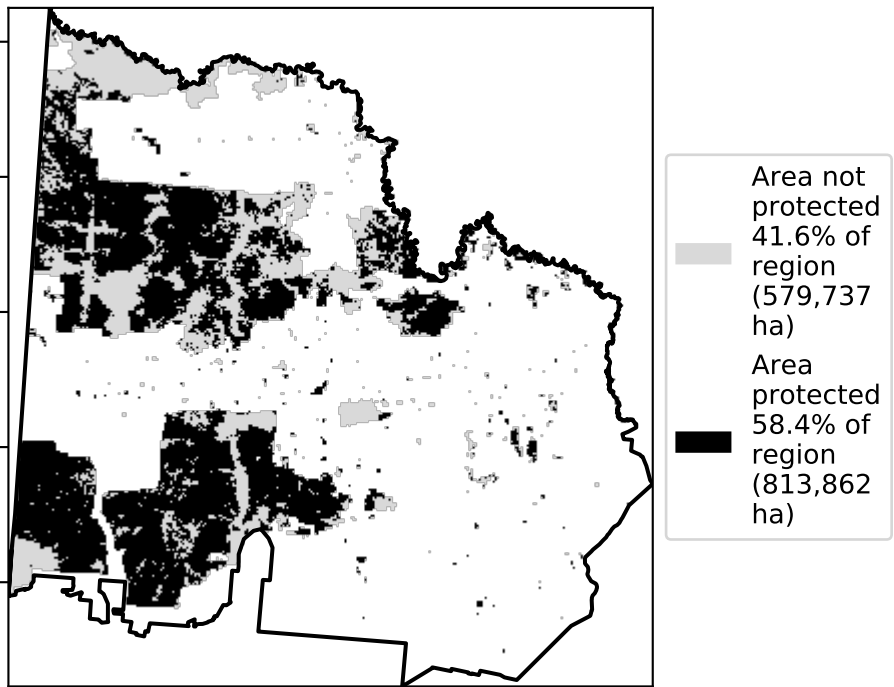 Area not
protected
41.6% of
region
(579,737
ha)
Area
protected
58.4% of
region
(813,862
ha)